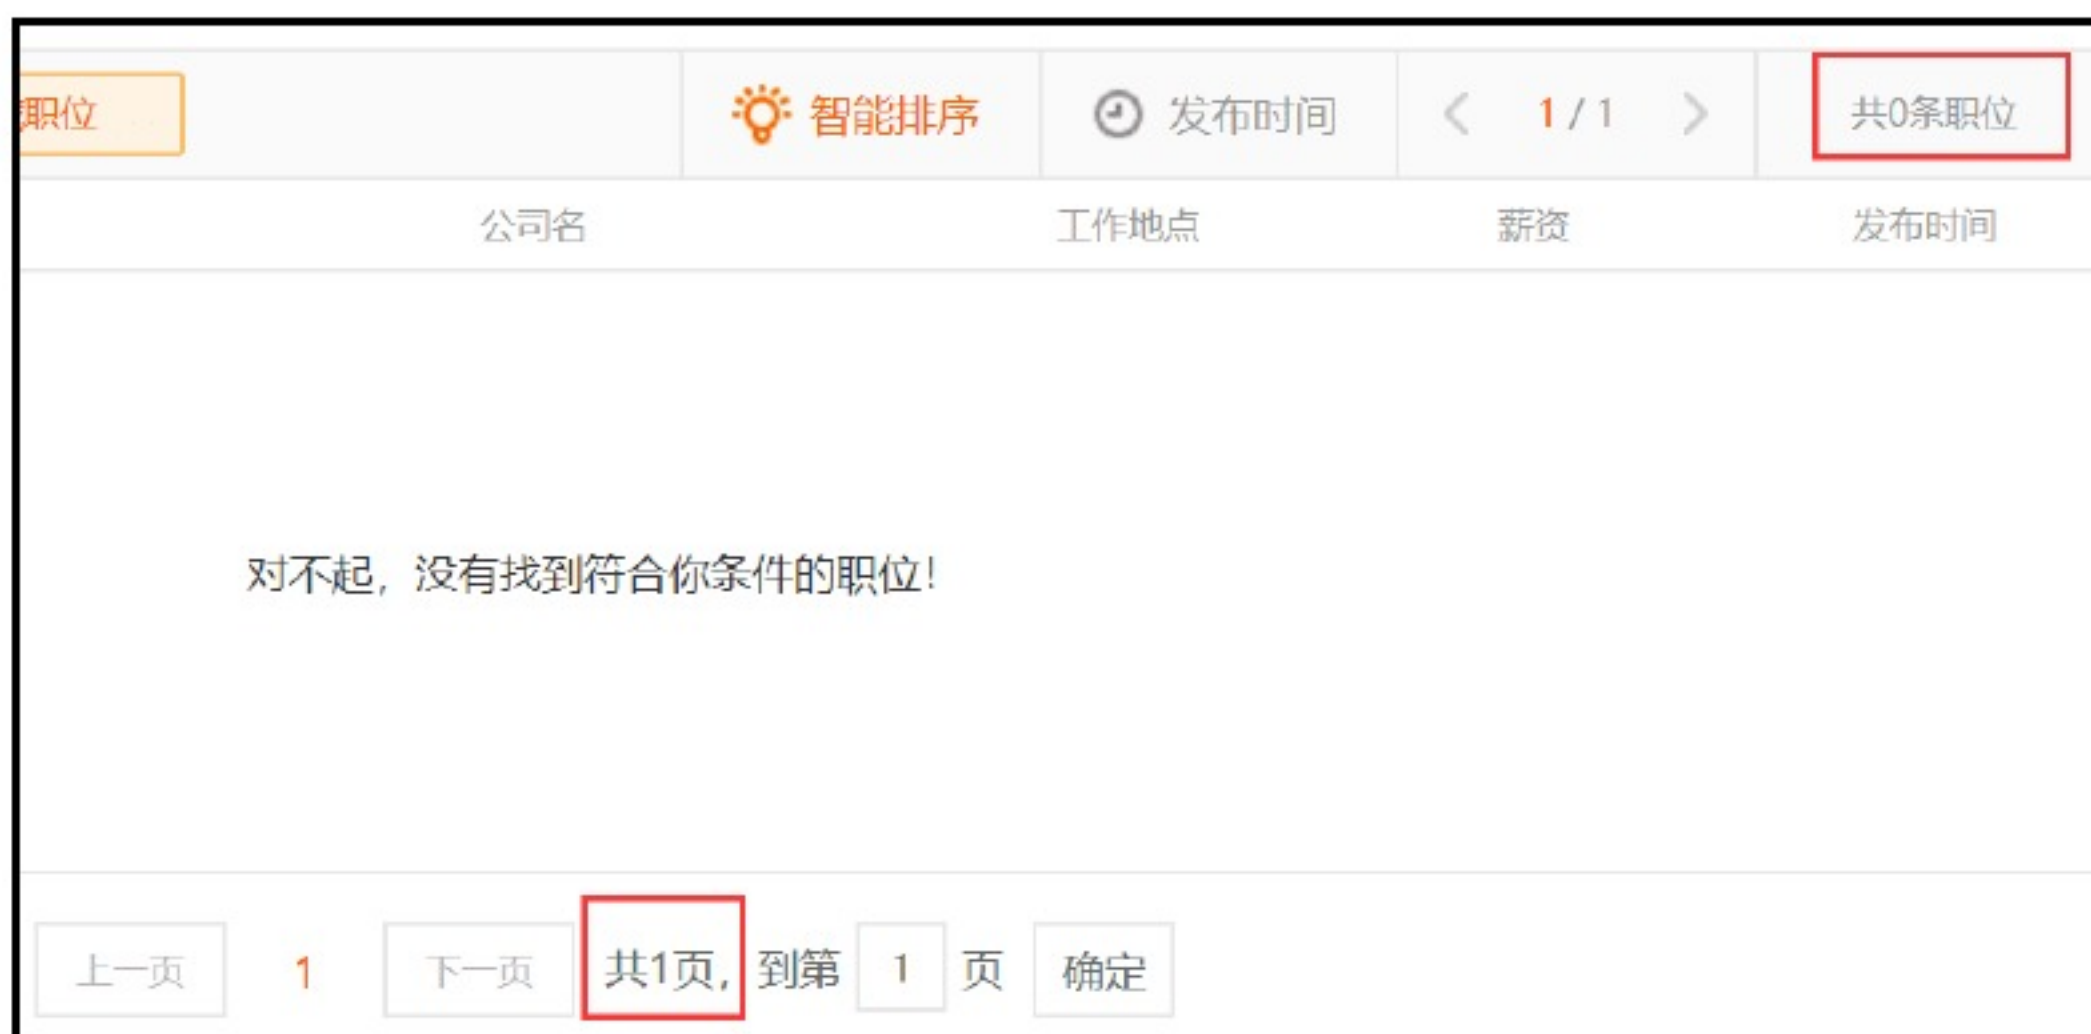 职位 智能排序 发布时间 < 1 / 1 > 共0条职位
公司名 工作地点 薪资 发布时间
对不起，没有找到符合你条件的职位！
上一页 1 下一页 共1页，到第 1 页 确定